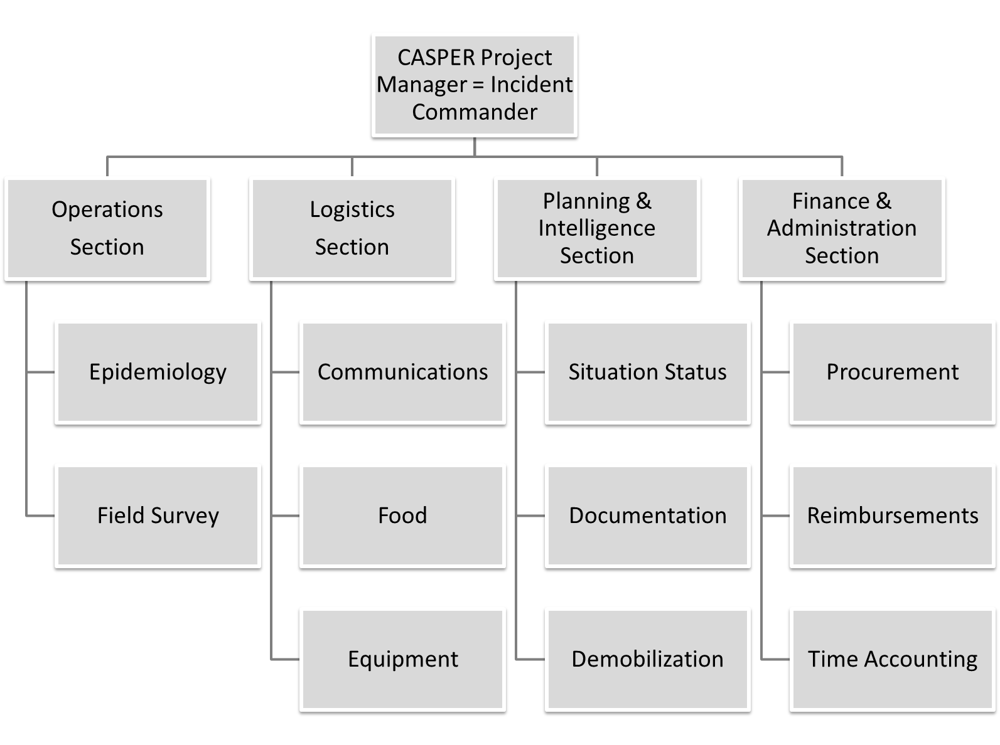 CASPER Project
Manager = Incident
Commander
Operations
Section
Logistics
Section
Planning &
Intelligence
Section
Finance &
Administration
Section
Epidemiology
Communications
Situation Status
Procurement
Field Survey
Food
Documentation
Reimbursements
Equipment
Demobilization
Time Accounting